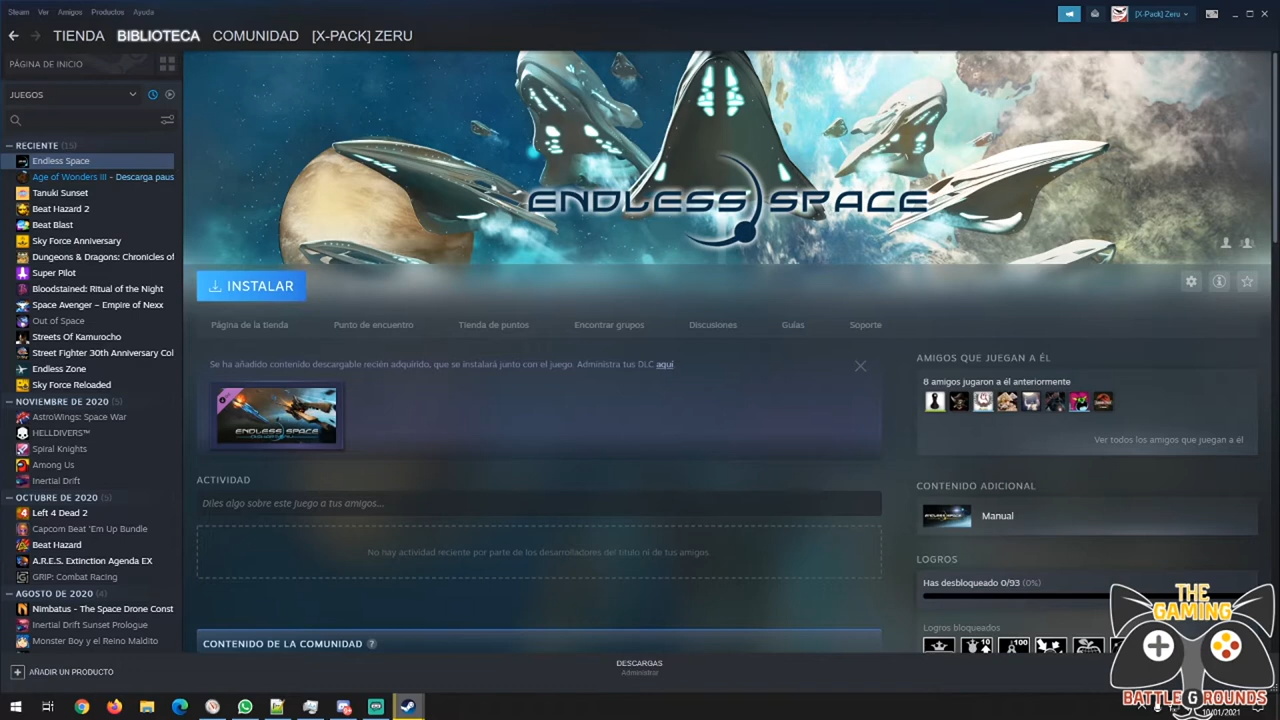 Steam Ver Amigos Productos Ayuda
[X-Pack] Zeru
TIENDA BIBLIOTECA COMUNIDAD [X-PACK] ZERU
PÁGINA DE INICIO
JUEGOS
RECIENTE (15)
Endless Space
Age of Wonders III - Descarga paus
Tanuki Sunset
Beat Hazard 2
Beat Blast
Sky Force Anniversary
Dungeons & Dragons: Chronicles of
Super Pilot
Bloodstained: Ritual of the Night
Space Avenger – Empire of Nexx
Out of Space
Streets Of Kamurocho
Street Fighter 30th Anniversary Col
Endless Zone
Sky Force Reloaded
NOVIEMBRE DE 2020 (5)
AstroWings: Space War
HELLDIVERS™
Spiral Knights
Among Us
Inertial Drift
OCTUBRE DE 2020 (5)
Left 4 Dead 2
Capcom Beat 'Em Up Bundle
Beat Hazard
A.R.E.S. Extinction Agenda EX
GRIP: Combat Racing
AGOSTO DE 2020 (4)
Nimbatus - The Space Drone Const
Inertial Drift Sunset Prologue
Monster Boy y el Reino Maldito
AÑADIR UN PRODUCTO
ENDLESS SPACE
INSTALAR
Página de la tienda Punto de encuentro Tienda de puntos Encontrar grupos Discusiones Guías Soporte
Se ha añadido contenido descargable recién adquirido, que se instalará junto con el juego. Administra tus DLC aquí
ENDLESS SPACE
ACTIVIDAD
Diles algo sobre este juego a tus amigos...
No hay actividad reciente por parte de los desarrolladores del título ni de tus amigos.
CONTENIDO DE LA COMUNIDAD ?
AMIGOS QUE JUEGAN A ÉL
8 amigos jugaron a él anteriormente
Ver todos los amigos que juegan a él
CONTENIDO ADICIONAL
ENDLESS SPACE
Manual
LOGROS
Has desbloqueado 0/93 (0%)
Logros bloqueados
10
100
DESCARGAS
Administrar
THE
GAMING
BATTLEGROUNDS
10/01/2021